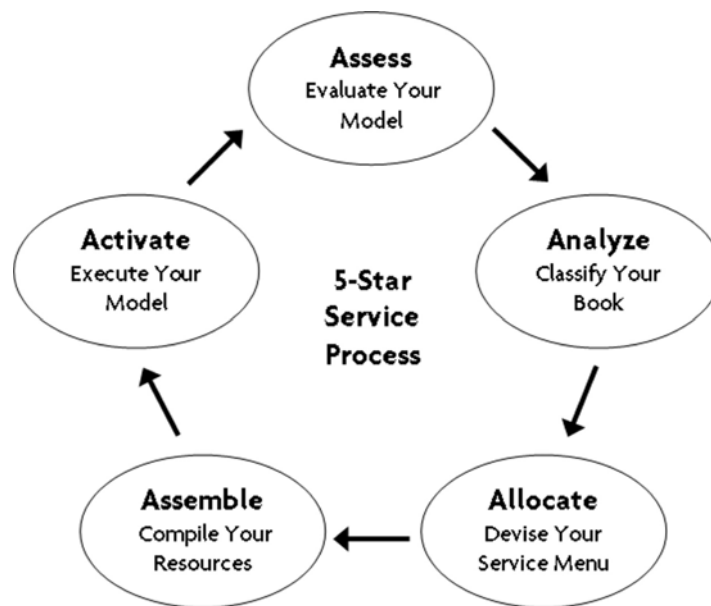 Assess
Evaluate Your
Model
Analyze
Classify Your
Book
Allocate
Devise Your
Service Menu
Assemble
Compile Your
Resources
Activate
Execute Your
Model
5-Star
Service
Process